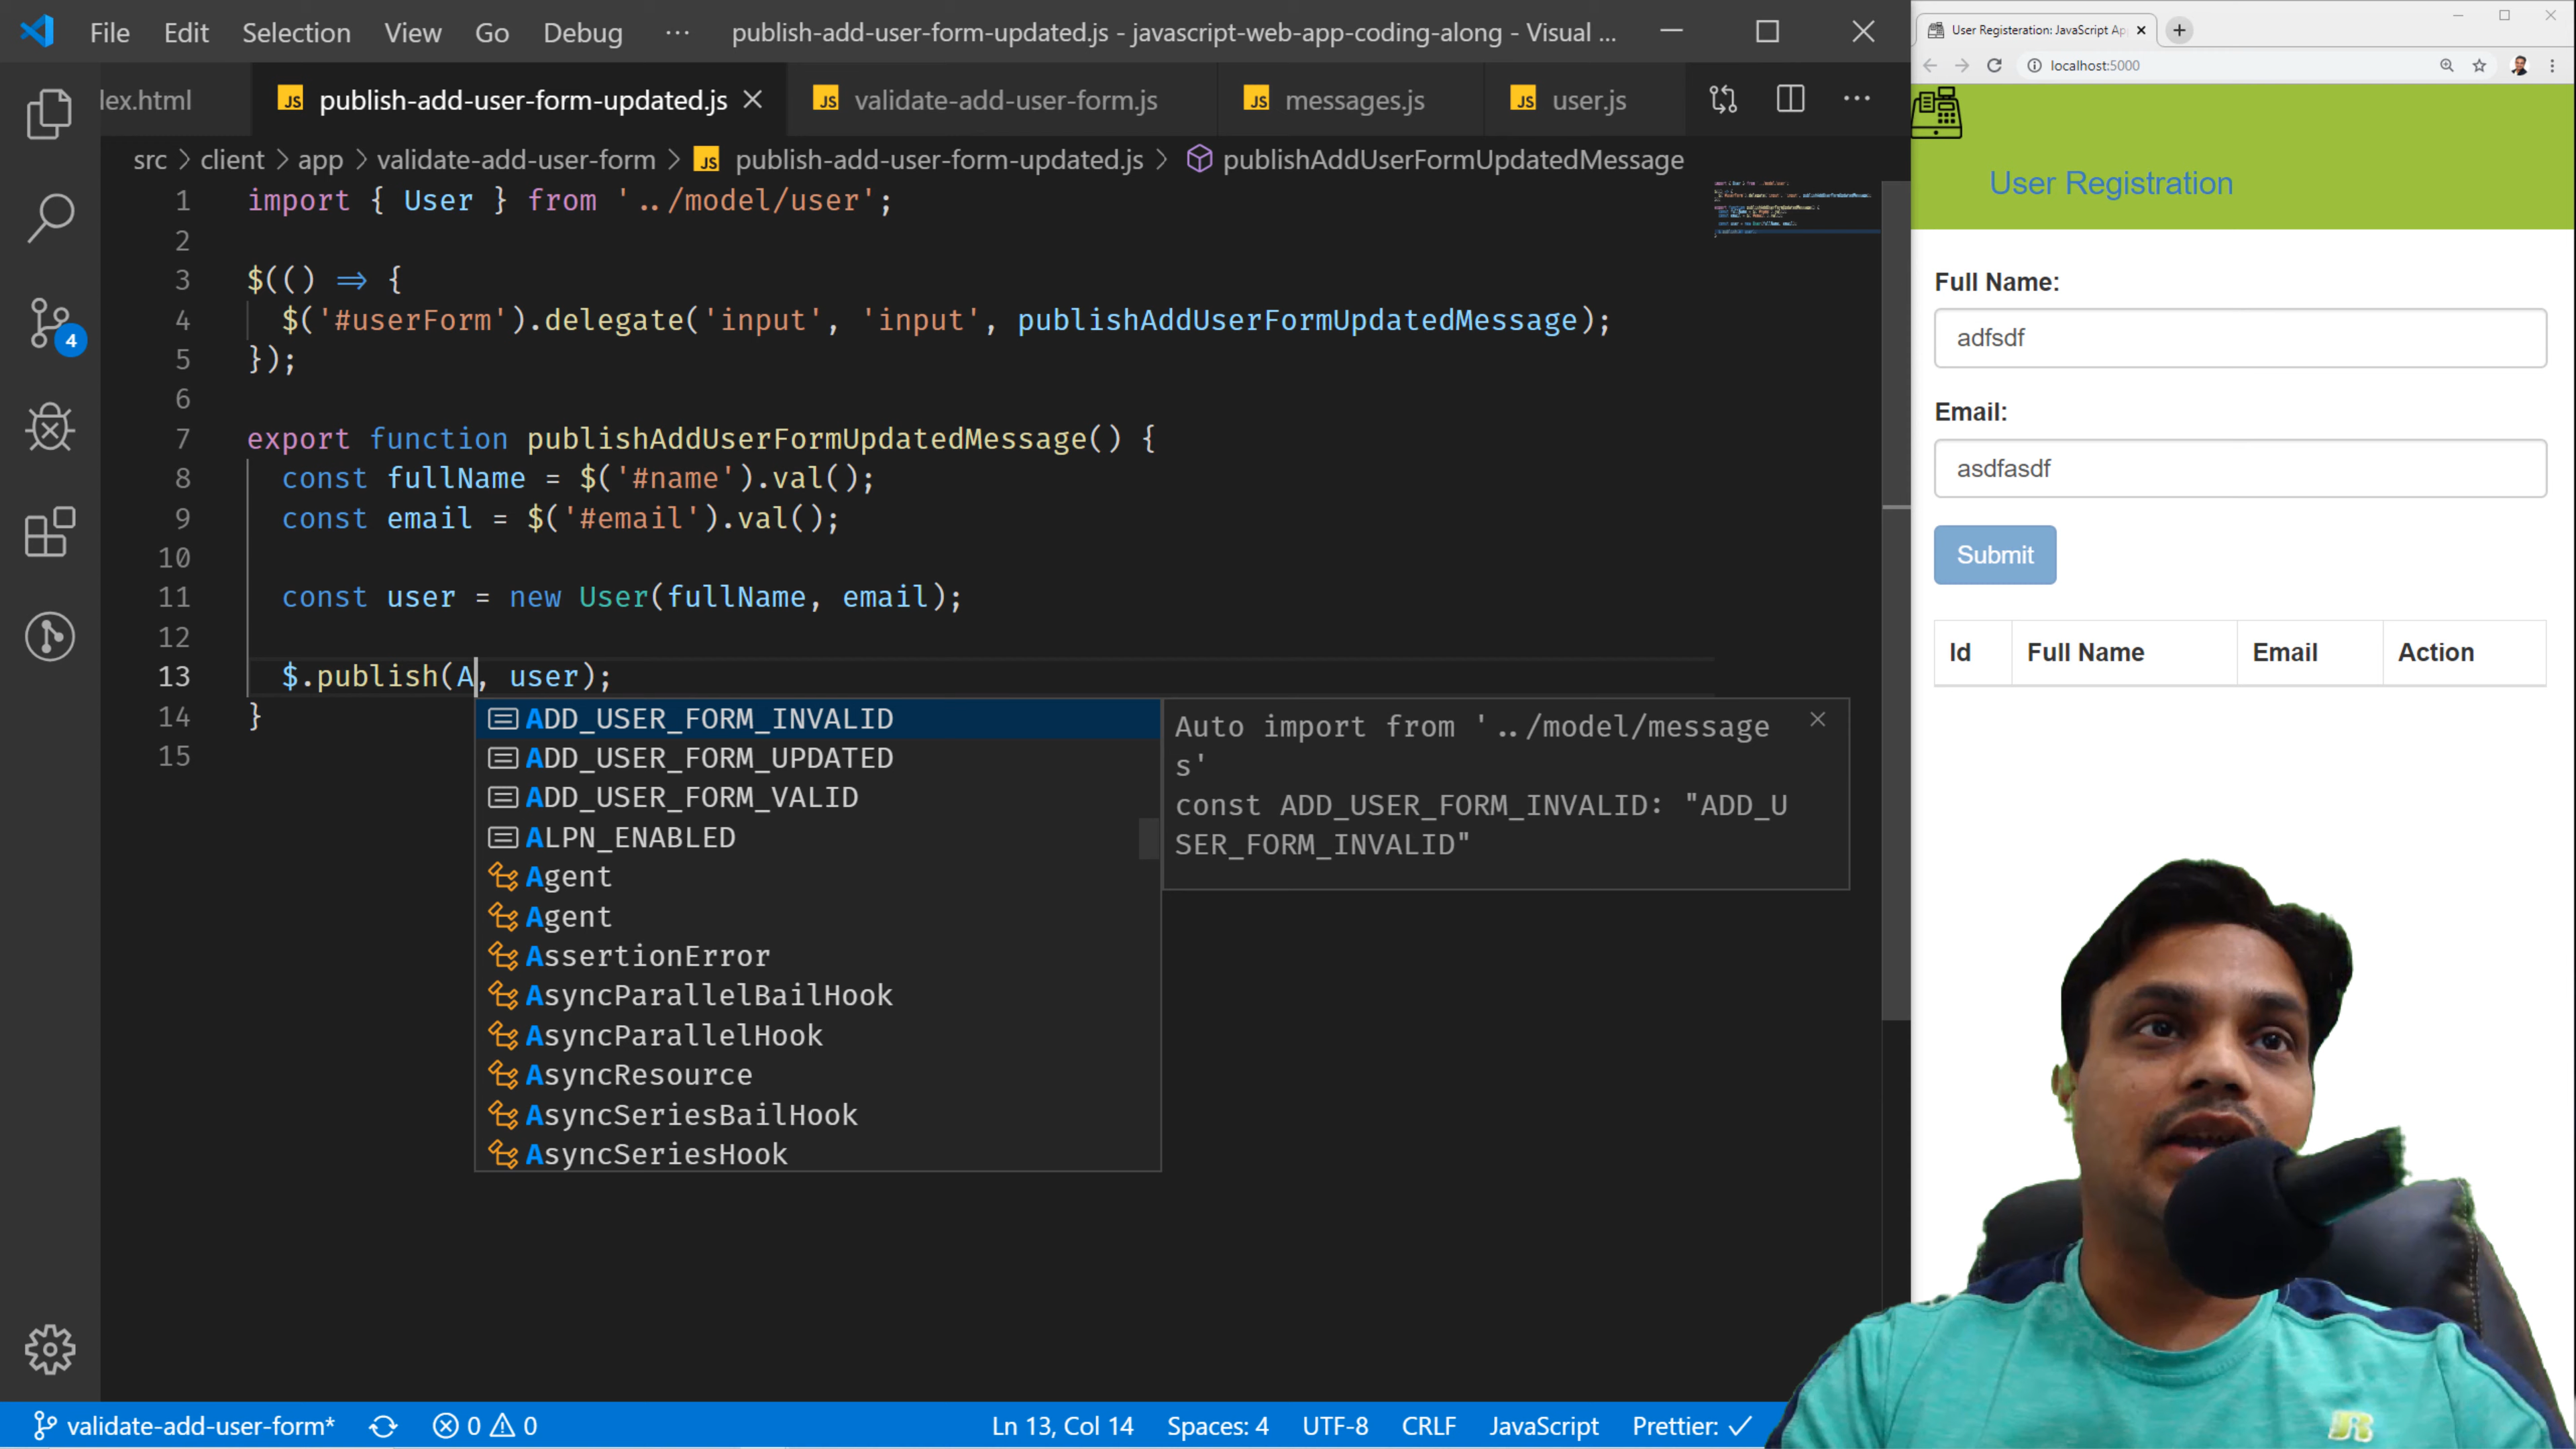 File Edit Selection View Go Debug ... publish-add-user-form-updated.js - javascript-web-app-coding-along - Visual ...
lex.html JS publish-add-user-form-updated.js JS validate-add-user-form.js JS messages.js JS user.js
src > client > app > validate-add-user-form > JS publish-add-user-form-updated.js > publishAddUserFormUpdatedMessage
1 import { User } from '../model/user';
2
3 $(() => {
4 $('#userForm').delegate('input', 'input', publishAddUserFormUpdatedMessage);
5 });
6
7 export function publishAddUserFormUpdatedMessage() {
8 const fullName = $('#name').val();
9 const email = $('#email').val();
10
11 const user = new User(fullName, email);
12
13 $.publish(A, user);
14 }
15
ADD_USER_FORM_INVALID
ADD_USER_FORM_UPDATED
ADD_USER_FORM_VALID
ALPN_ENABLED
Agent
Agent
AssertionError
AsyncParallelBailHook
AsyncParallelHook
AsyncResource
AsyncSeriesBailHook
AsyncSeriesHook
Auto import from '../model/message
s'
const ADD_USER_FORM_INVALID: "ADD_U
SER_FORM_INVALID"
4
validate-add-user-form* 0 0 Ln 13, Col 14 Spaces: 4 UTF-8 CRLF JavaScript Prettier: ✓
User Registeration: JavaScript Ap
localhost:5000
User Registration
Full Name:
adfsdf
Email:
asdfasdf
Submit
Id Full Name Email Action